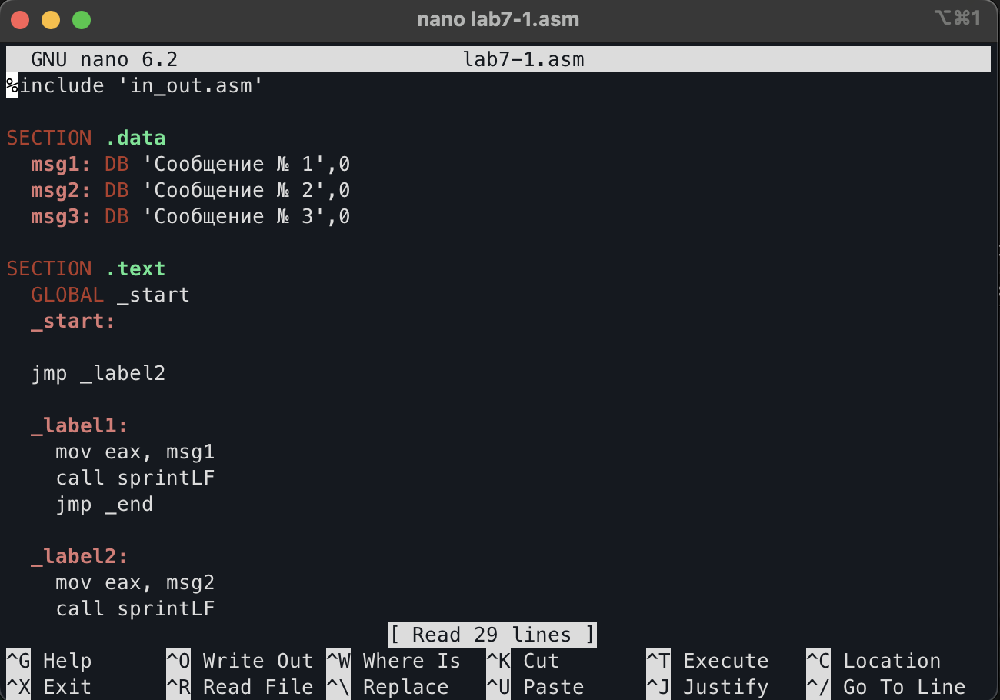 nano lab7-1.asm ⌥⌘1
GNU nano 6.2 lab7-1.asm
%include 'in_out.asm'
SECTION .data
msg1: DB 'Сообщение № 1',0
msg2: DB 'Сообщение № 2',0
msg3: DB 'Сообщение № 3',0
SECTION .text
GLOBAL _start
_start:
jmp _label2
_label1:
mov eax, msg1
call sprintLF
jmp _end
_label2:
mov eax, msg2
call sprintLF
[ Read 29 lines ]
^G Help ^O Write Out ^W Where Is ^K Cut ^T Execute ^C Location
^X Exit ^R Read File ^\ Replace ^U Paste ^J Justify ^/ Go To Line